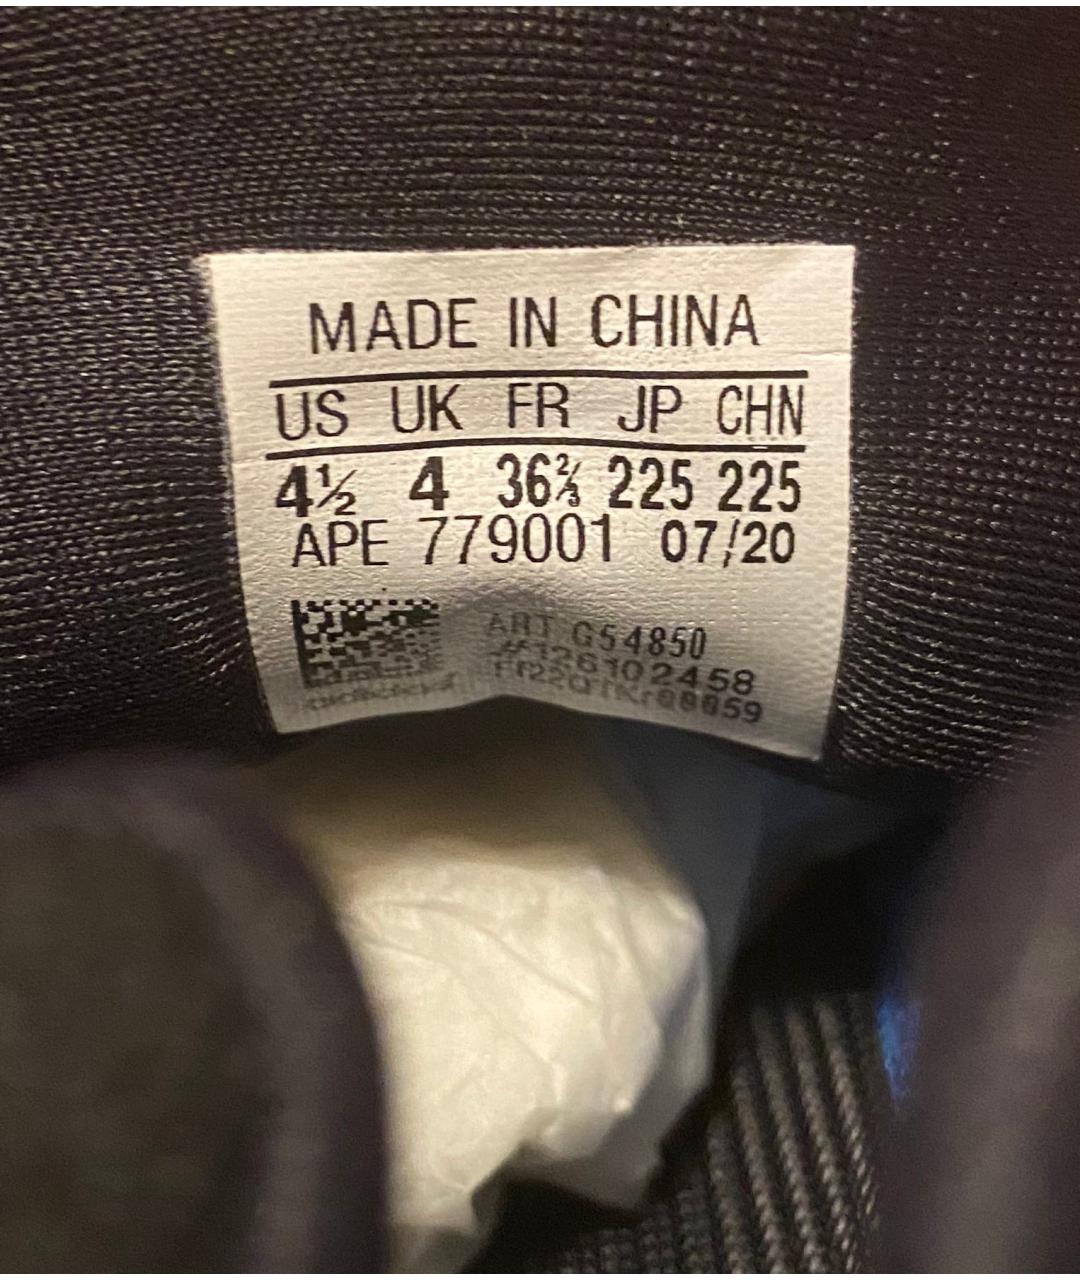 MADE IN CHINA
US UK FR JP CHN
4½ 4 36⅔ 225 225
APE 779001 07/20
ART G54850
#126102458